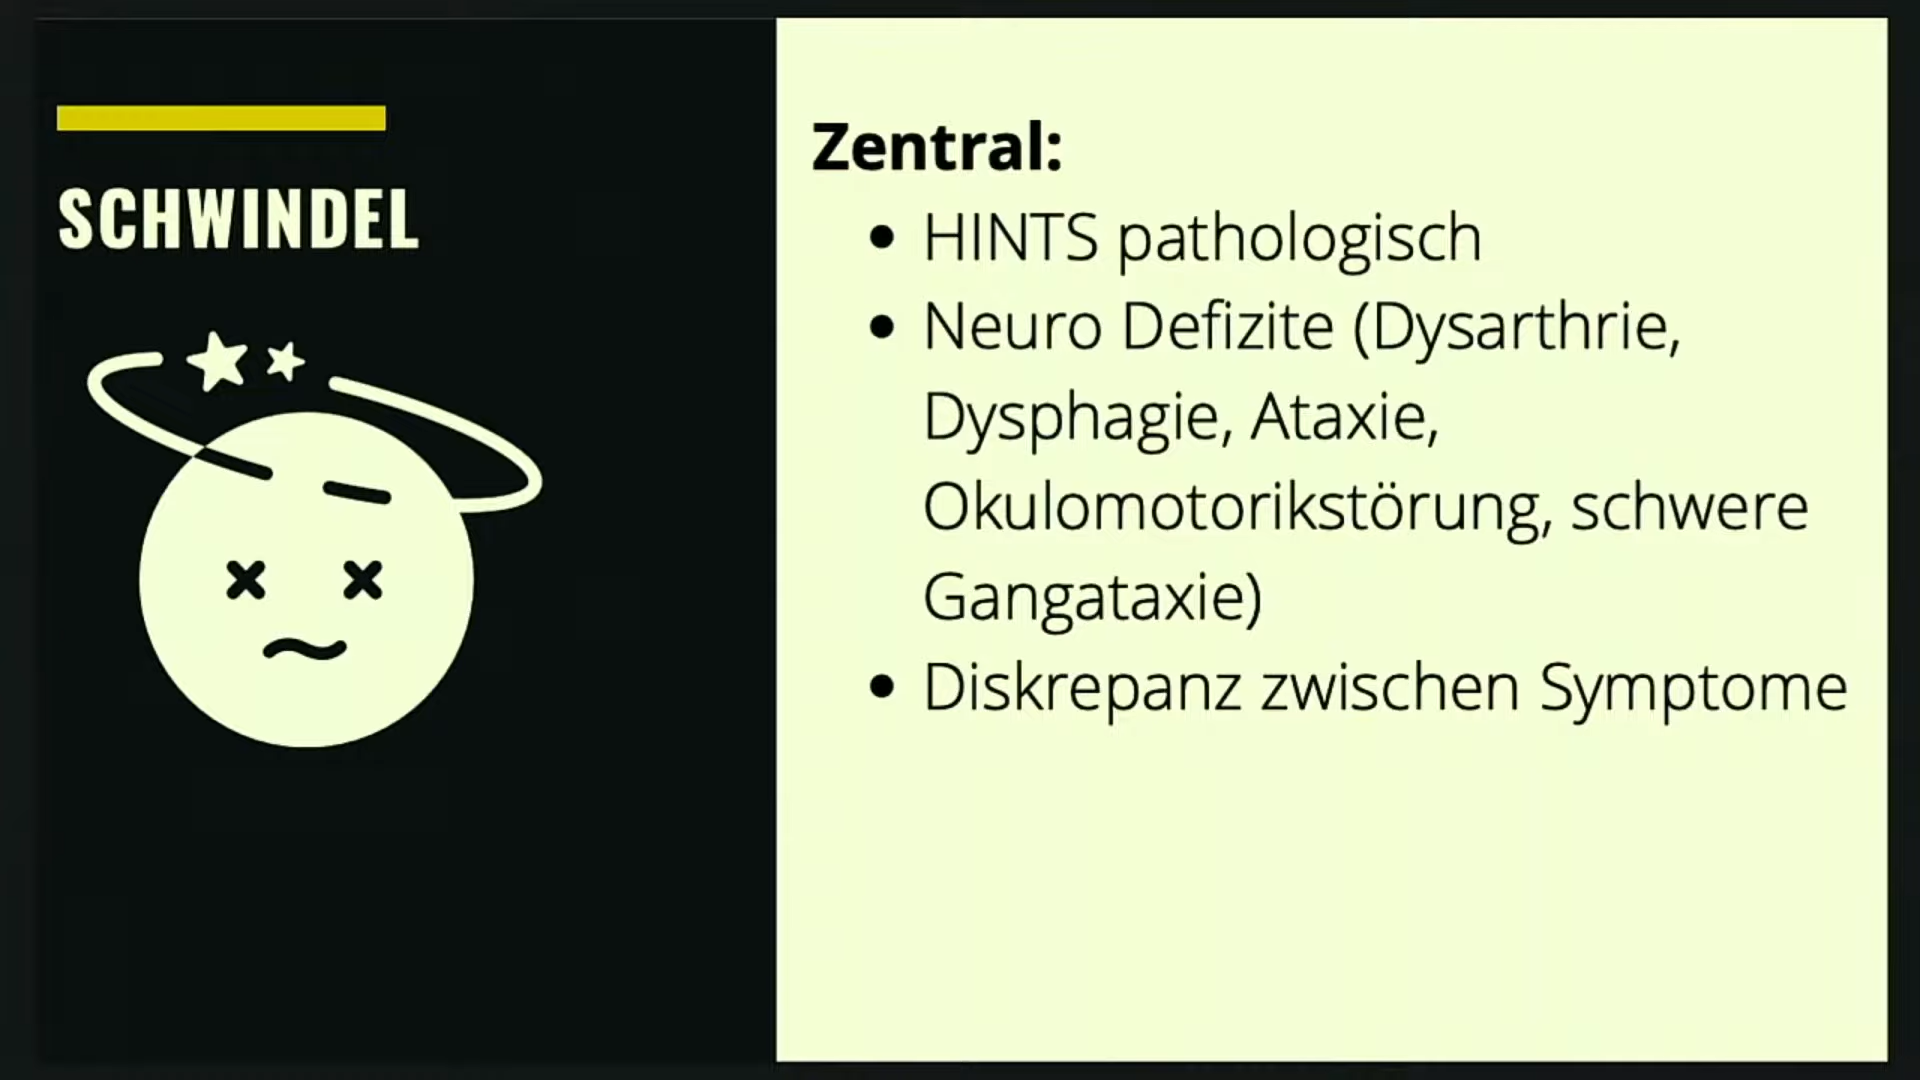 SCHWINDEL
Zentral:
• HINTS pathologisch
• Neuro Defizite (Dysarthrie,
Dysphagie, Ataxie,
Okulomotorikstörung, schwere
Gangataxie)
• Diskrepanz zwischen Symptome